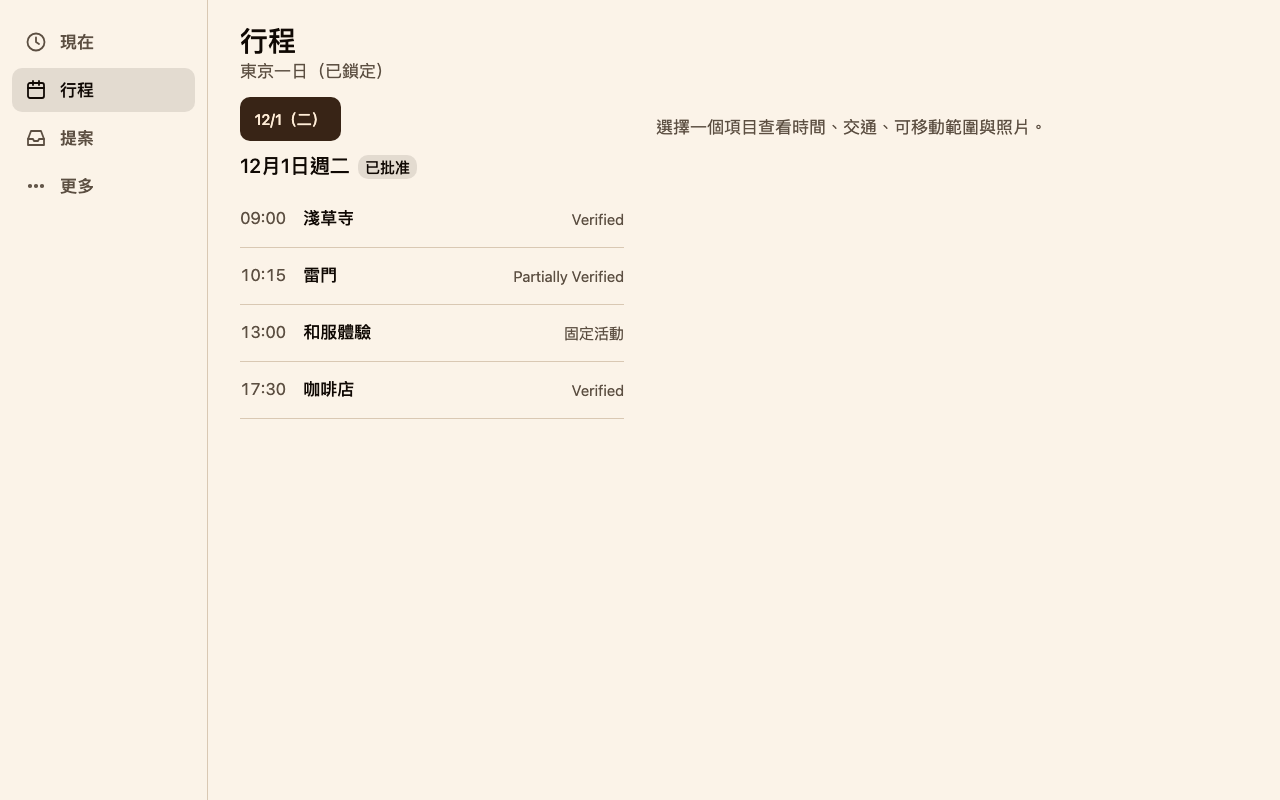 現在
行程
提案
更多
行程
東京一日（已鎖定）
12/1（二）
12月1日週二 已批准
09:00 淺草寺 Verified
10:15 雷門 Partially Verified
13:00 和服體驗 固定活動
17:30 咖啡店 Verified
選擇一個項目查看時間、交通、可移動範圍與照片。